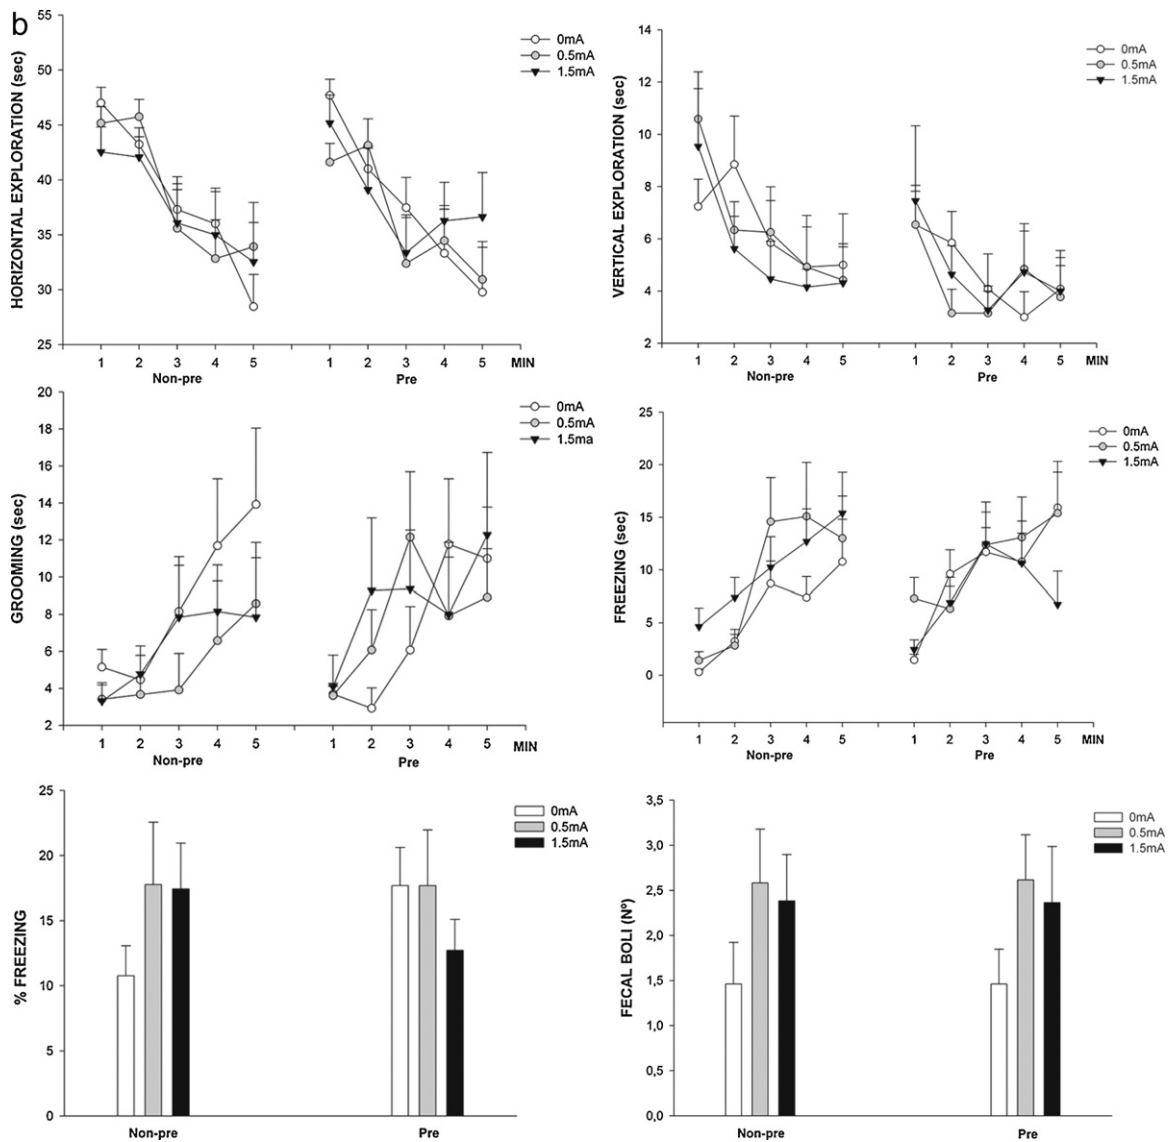 b
HORIZONTAL EXPLORATION (sec)
55
50
45
40
35
30
25
0mA
0.5mA
1.5mA
1 2 3 4 5 1 2 3 4 5 MIN
Non-pre Pre
VERTICAL EXPLORATION (sec)
14
12
10
8
6
4
2
0mA
0.5mA
1.5mA
1 2 3 4 5 1 2 3 4 5 MIN
Non-pre Pre
GROOMING (sec)
20
18
16
14
12
10
8
6
4
2
0mA
0.5mA
1.5ma
1 2 3 4 5 1 2 3 4 5 MIN
Non-pre Pre
FREEZING (sec)
25
20
15
10
5
0
0mA
0.5mA
1.5mA
1 2 3 4 5 1 2 3 4 5 MIN
Non-pre Pre
% FREEZING
25
20
15
10
5
0
0mA
0.5mA
1.5mA
Non-pre Pre
FECAL BOLI (Nº)
3,5
3,0
2,5
2,0
1,5
1,0
0,5
0,0
0mA
0.5mA
1.5mA
Non-pre Pre